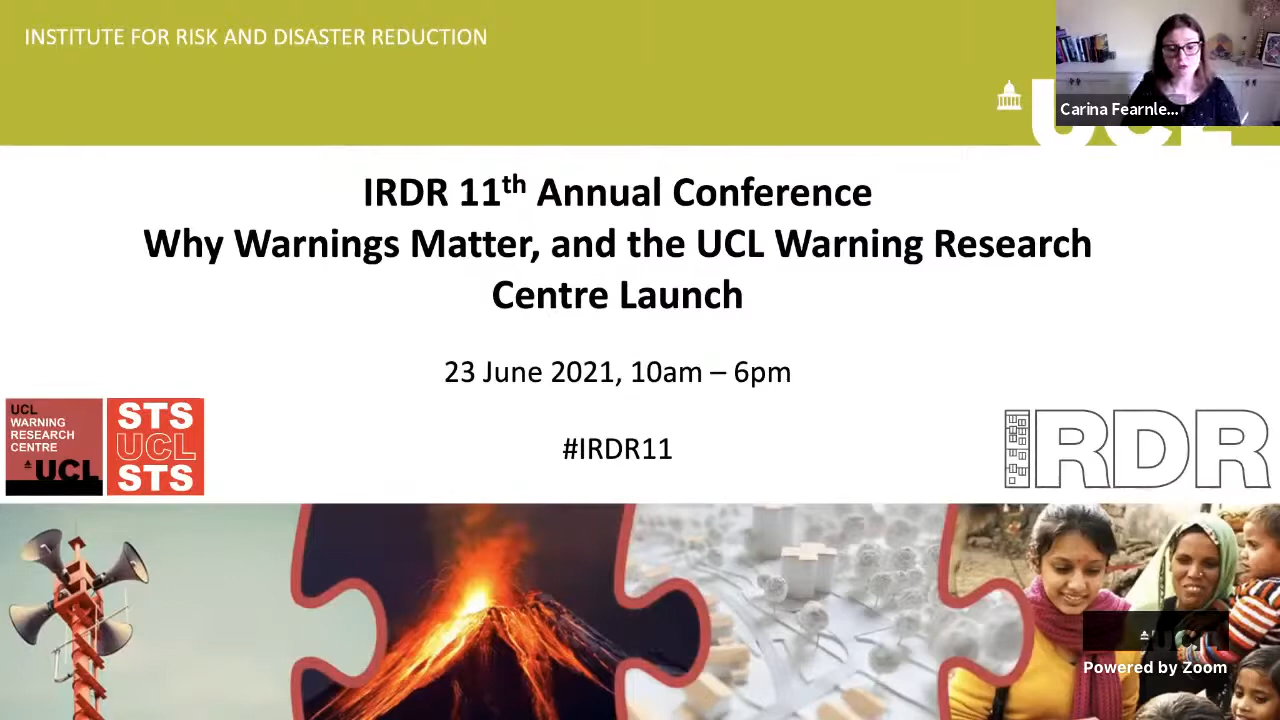 INSTITUTE FOR RISK AND DISASTER REDUCTION
UCL
Carina Fearnle...
IRDR 11th Annual Conference
Why Warnings Matter, and the UCL Warning Research
Centre Launch
23 June 2021, 10am – 6pm
#IRDR11
UCL
WARNING
RESEARCH
CENTRE
UCL
STS
UCL
STS
IRDR
UCL
Powered by Zoom